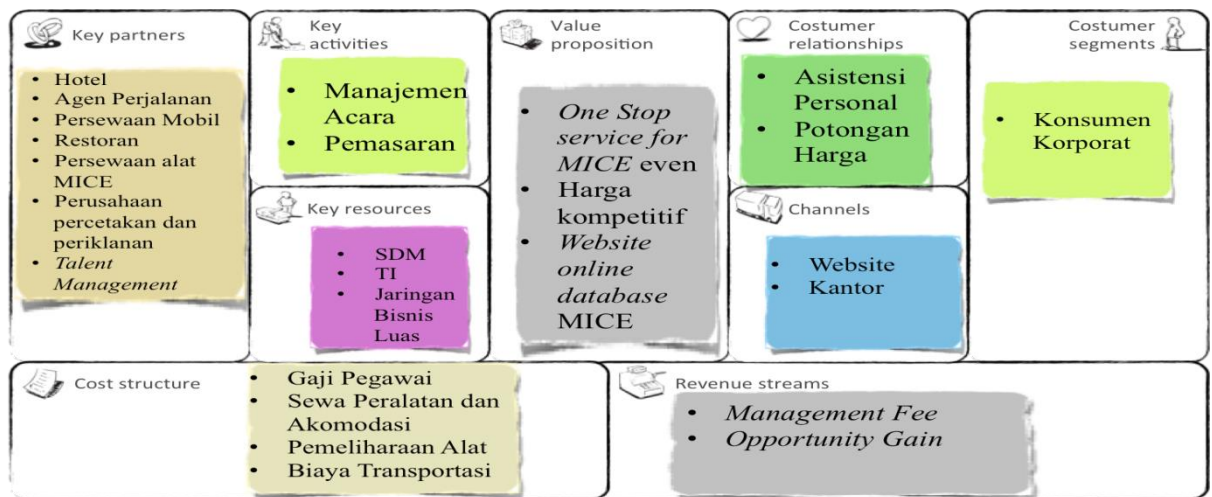 Key partners
• Hotel
• Agen Perjalanan
• Persewaan Mobil
• Restoran
• Persewaan alat
MICE
• Perusahaan
percetakan dan
periklanan
• Talent
Management
Key
activities
• Manajemen
Acara
• Pemasaran
Key resources
• SDM
• TI
• Jaringan
Bisnis
Luas
Value
proposition
• One Stop
service for
MICE even
• Harga
kompetitif
• Website
online
database
MICE
Costumer
relationships
• Asistensi
Personal
• Potongan
Harga
Channels
• Website
• Kantor
Costumer
segments
• Konsumen
Korporat
Cost structure
• Gaji Pegawai
• Sewa Peralatan dan
Akomodasi
• Pemeliharaan Alat
• Biaya Transportasi
Revenue streams
• Management Fee
• Opportunity Gain